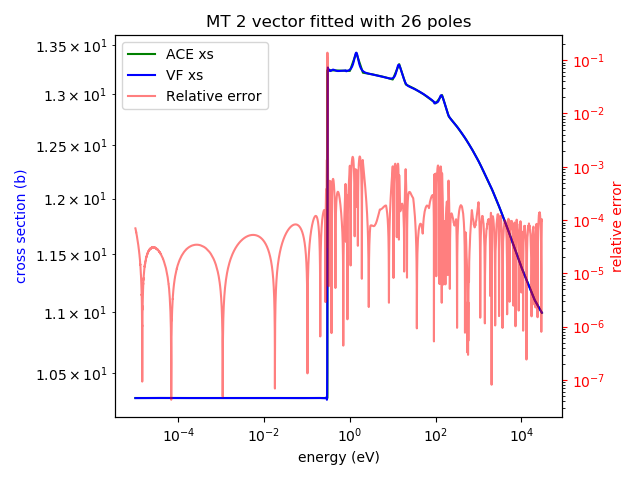 MT 2 vector fitted with 26 poles
ACE xs
VF xs
Relative error
cross section (b)
1.35 × 10¹
1.3 × 10¹
1.25 × 10¹
1.2 × 10¹
1.15 × 10¹
1.1 × 10¹
1.05 × 10¹
10⁻¹
10⁻²
10⁻³
10⁻⁴
10⁻⁵
10⁻⁶
10⁻⁷
relative error
10⁻⁴
10⁻²
10⁰
10²
10⁴
energy (eV)